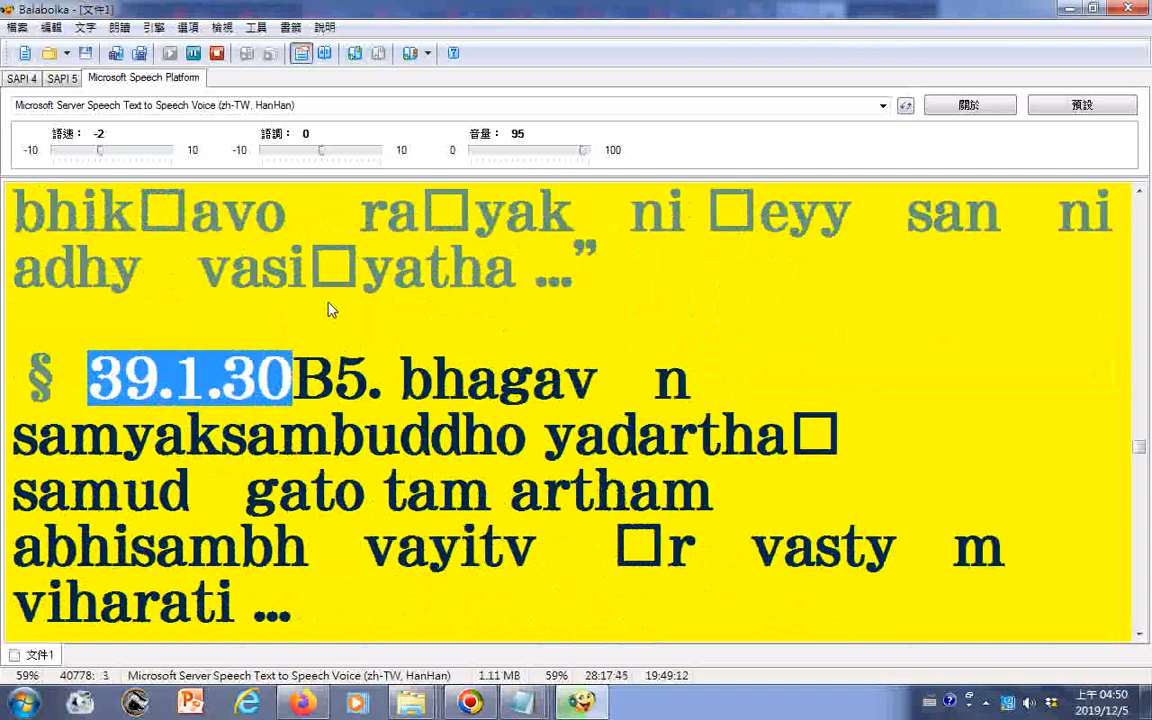 Balabolka - [文件1]
檔案 編輯 文字 朗讀 引擎 選項 檢視 工具 書籤 說明
SAPI 4 SAPI 5 Microsoft Speech Platform
Microsoft Server Speech Text to Speech Voice (zh-TW, HanHan) 關於 預設
語速： -2 語調： 0 音量： 95
-10 10 -10 10 0 100
bhik□avo ra□yak ni □eyy san ni
adhy vasi□yatha ...”
§ 39.1.30B5. bhagav n
samyaksambuddho yadartha□
samud gato tam artham
abhisambh vayitv □r vasty m
viharati ...
文件1
59% 40778: 3 Microsoft Server Speech Text to Speech Voice (zh-TW, HanHan) 1.11 MB 59% 28:17:45 19:49:12
上午 04:50
2019/12/5